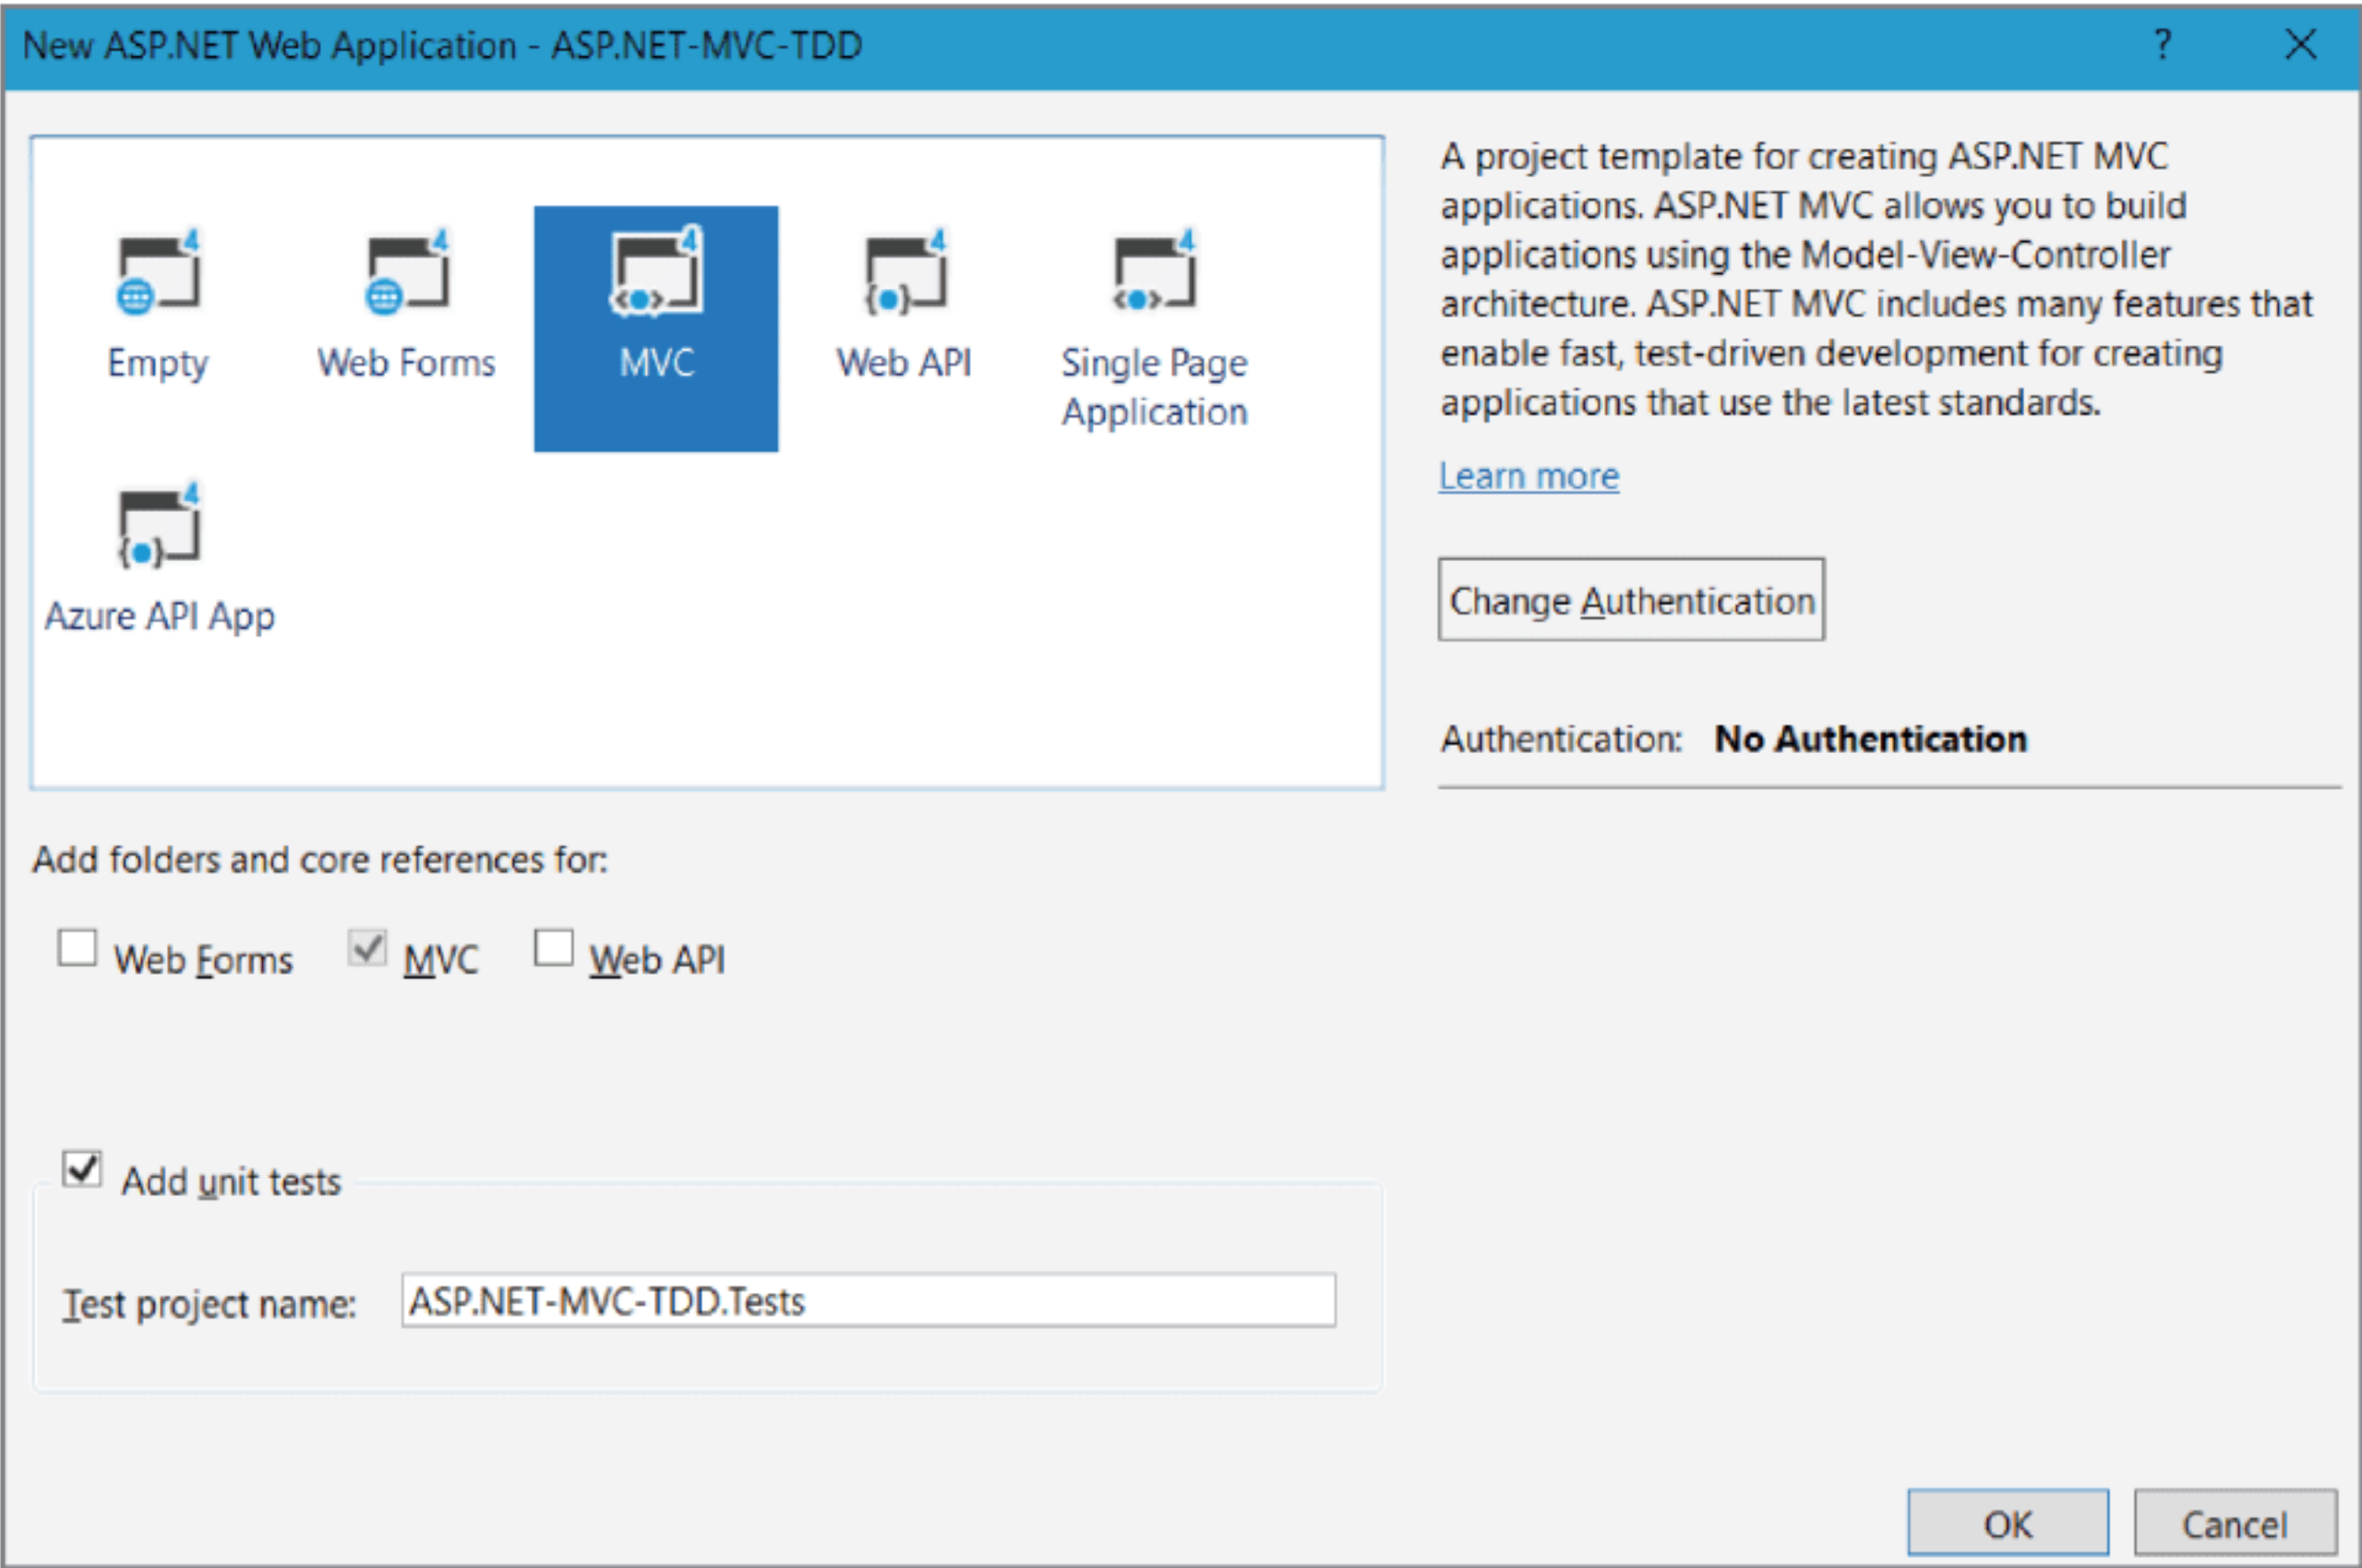 New ASP.NET Web Application - ASP.NET-MVC-TDD
?
Empty
Web Forms
MVC
Web API
Single Page
Application
Azure API App
A project template for creating ASP.NET MVC
applications. ASP.NET MVC allows you to build
applications using the Model-View-Controller
architecture. ASP.NET MVC includes many features that
enable fast, test-driven development for creating
applications that use the latest standards.
Learn more
Change Authentication
Authentication: No Authentication
Add folders and core references for:
Web Forms MVC Web API
Add unit tests
Test project name: ASP.NET-MVC-TDD.Tests
OK Cancel